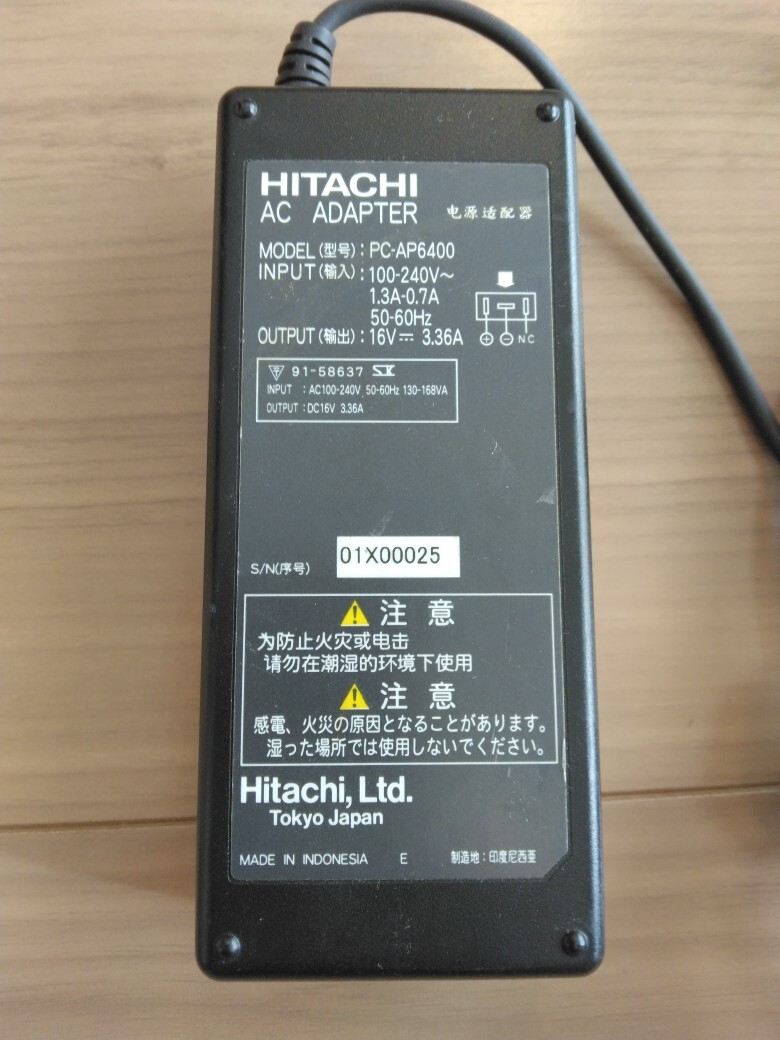 HITACHI
AC ADAPTER 电源适配器
MODEL(型号): PC-AP6400
INPUT(输入): 100-240V~
1.3A-0.7A
50-60Hz
OUTPUT(输出): 16V⎓ 3.36A
+ - NC
91-58637
INPUT : AC100-240V 50-60Hz 130-168VA
OUTPUT : DC16V 3.36A
S/N(序号) 01X00025
注 意
为防止火灾或电击
请勿在潮湿的环境下使用
注 意
感電、火災の原因となることがあります。
湿った場所では使用しないでください。
Hitachi, Ltd.
Tokyo Japan
MADE IN INDONESIA E 制造地:印度尼西亚